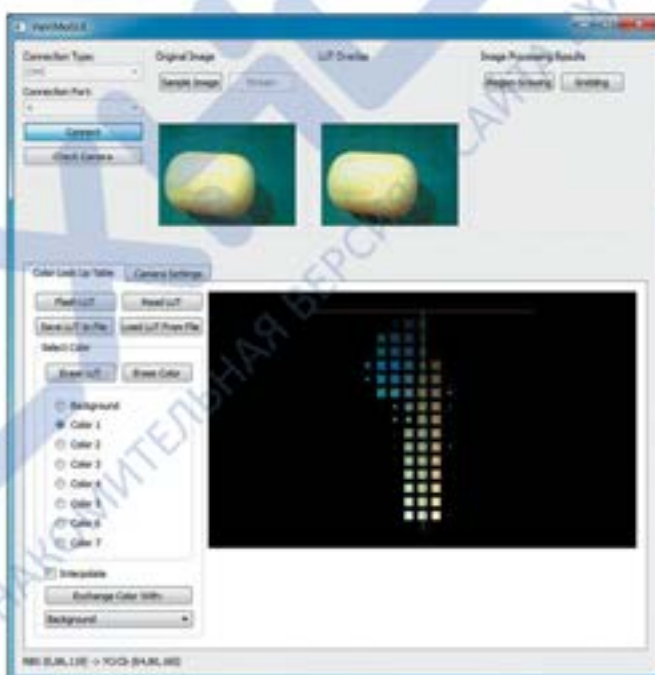 Connection Type:
Original Image
LUT Overlay
Image Processing Results
Sample Image
Region Growing
Gridding
Connection Port:
Connect
Check Camera
Color Look Up Table
Camera Settings
Flash LUT
Read LUT
Save LUT to File
Load LUT From File
Select Color
Erase LUT
Erase Color
Background
Color 1
Color 2
Color 3
Color 4
Color 5
Color 6
Color 7
Interpolate
Exchange Color With:
Background